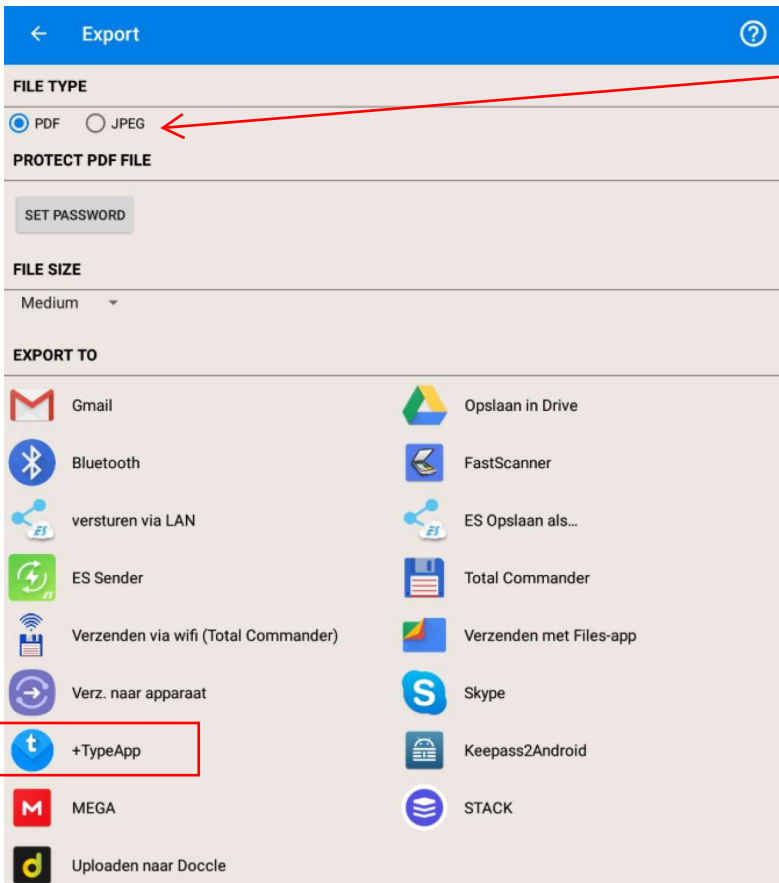 Export
FILE TYPE
PDF JPEG
PROTECT PDF FILE
SET PASSWORD
FILE SIZE
Medium
EXPORT TO
Gmail Opslaan in Drive
Bluetooth FastScanner
versturen via LAN ES Opslaan als…
ES Sender Total Commander
Verzenden via wifi (Total Commander) Verzenden met Files-app
Verz. naar apparaat Skype
+TypeApp Keepass2Android
MEGA STACK
Uploaden naar Doccle